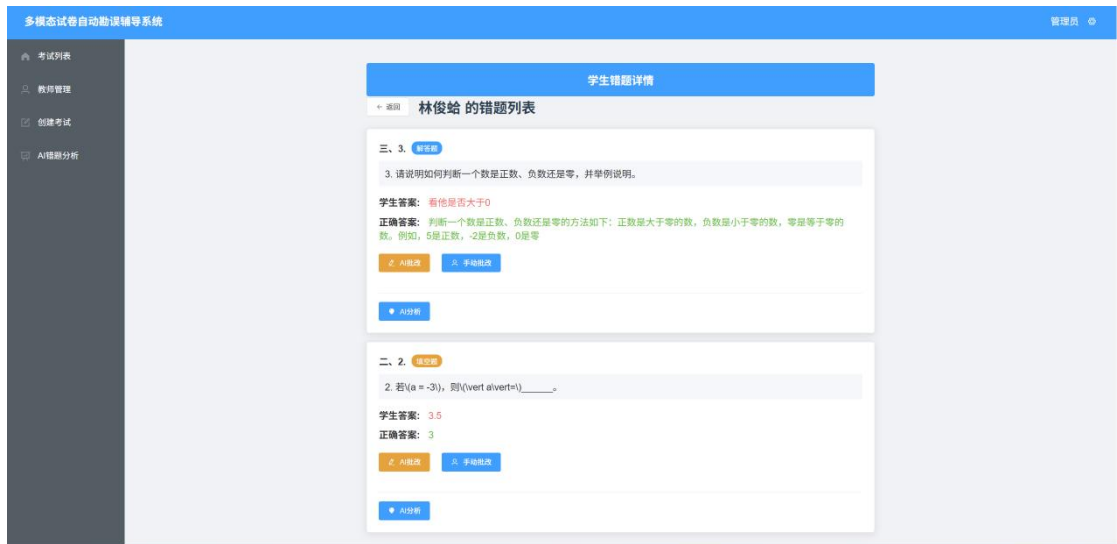 多模态试卷自动勘误辅导系统
管理员
考试列表
教师管理
创建考试
AI错题分析
学生错题详情
← 返回 林俊蛤 的错题列表
三、3. 解答题
3. 请说明如何判断一个数是正数、负数还是零，并举例说明。
学生答案： 看他是否大于0
正确答案： 判断一个数是正数、负数还是零的方法如下：正数是大于零的数，负数是小于零的数，零是等于零的
数。例如，5是正数，-2是负数，0是零
AI批改 手动批改
AI分析
二、2. 填空题
2. 若\(a = -3\)，则\(\vert a\vert=\)______。
学生答案： 3.5
正确答案： 3
AI批改 手动批改
AI分析